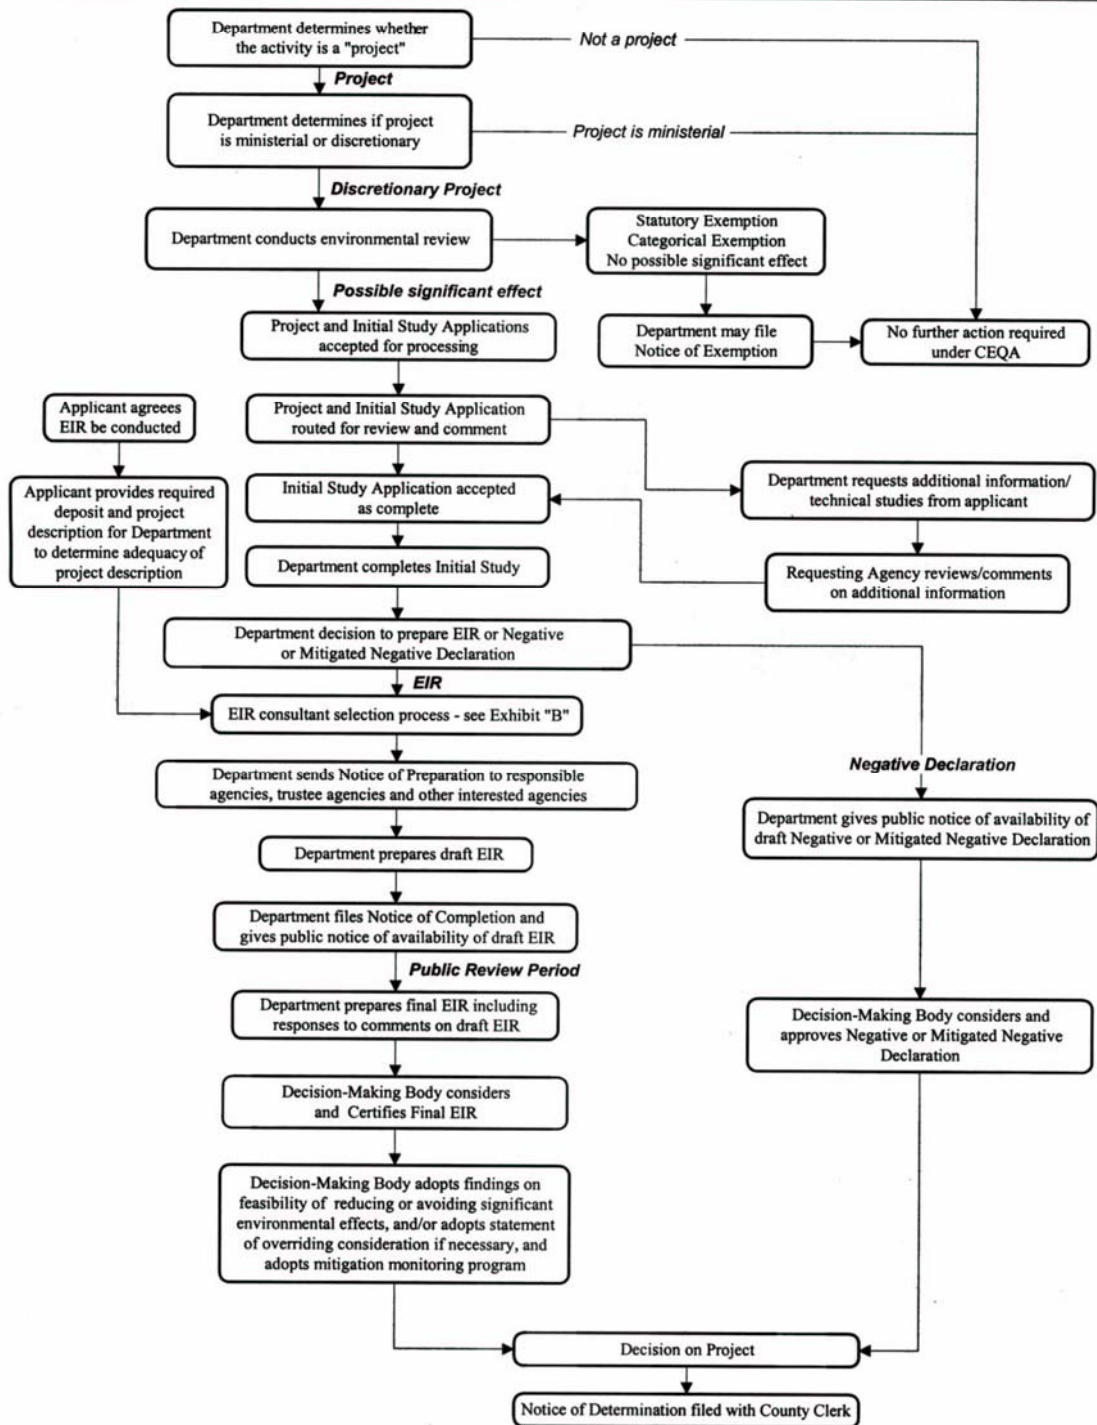 Department determines whether
the activity is a "project"
Not a project
Project
Department determines if project
is ministerial or discretionary
Project is ministerial
Discretionary Project
Department conducts environmental review
Statutory Exemption
Categorical Exemption
No possible significant effect
Possible significant effect
Project and Initial Study Applications
accepted for processing
Department may file
Notice of Exemption
No further action required
under CEQA
Applicant agreees
EIR be conducted
Project and Initial Study Application
routed for review and comment
Applicant provides required
deposit and project
description for Department
to determine adequacy of
project description
Initial Study Application accepted
as complete
Department requests additional information/
technical studies from applicant
Department completes Initial Study
Requesting Agency reviews/comments
on additional information
Department decision to prepare EIR or Negative
or Mitigated Negative Declaration
EIR
EIR consultant selection process - see Exhibit "B"
Negative Declaration
Department sends Notice of Preparation to responsible
agencies, trustee agencies and other interested agencies
Department gives public notice of availability of
draft Negative or Mitigated Negative Declaration
Department prepares draft EIR
Department files Notice of Completion and
gives public notice of availability of draft EIR
Public Review Period
Department prepares final EIR including
responses to comments on draft EIR
Decision-Making Body considers and
approves Negative or Mitigated Negative
Declaration
Decision-Making Body considers
and Certifies Final EIR
Decision-Making Body adopts findings on
feasibility of reducing or avoiding significant
environmental effects, and/or adopts statement
of overriding consideration if necessary, and
adopts mitigation monitoring program
Decision on Project
Notice of Determination filed with County Clerk